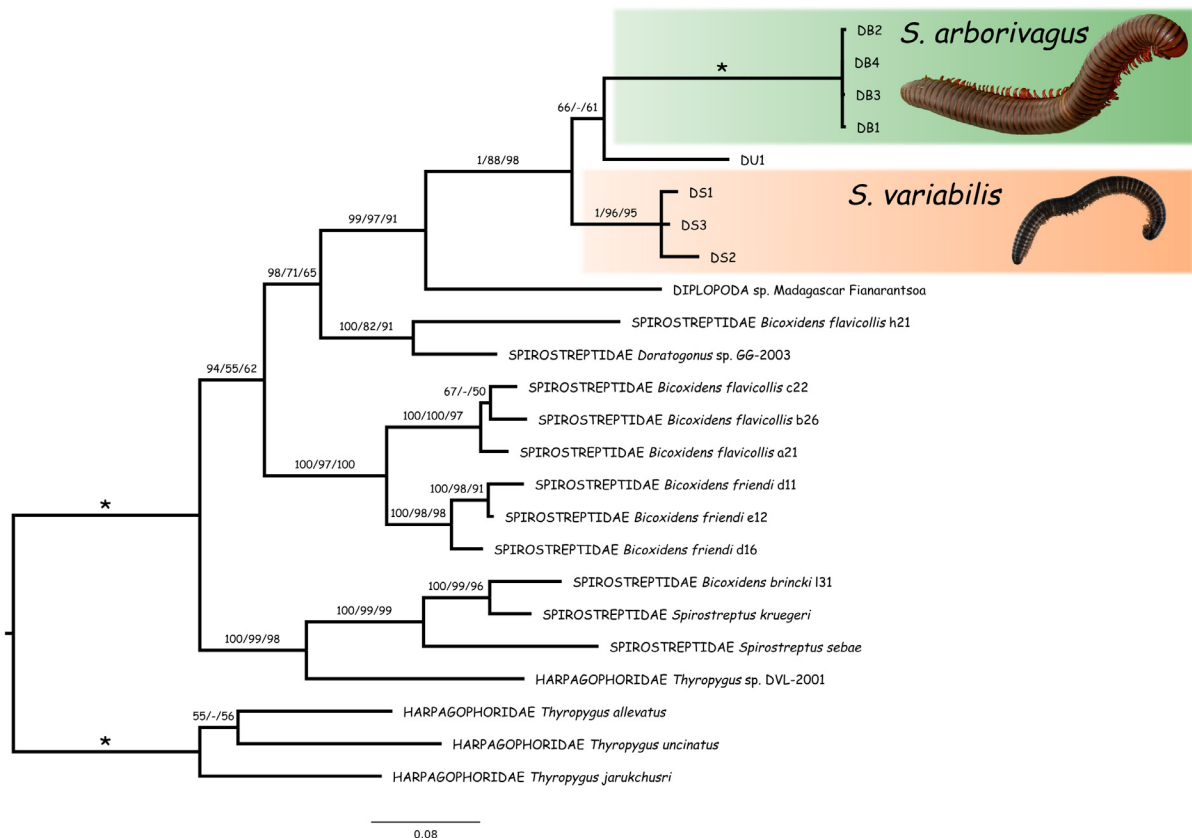 DB2
S. arborivagus
*
DB4
DB3
66/-/61
DB1
DU1
1/88/98
DS1
S. variabilis
1/96/95
DS3
99/97/91
DS2
98/71/65
DIPLOPODA sp. Madagascar Fianarantsoa
100/82/91
SPIROSTREPTIDAE Bicoxidens flavicollis h21
SPIROSTREPTIDAE Doratogonus sp. GG-2003
94/55/62
67/-/50
SPIROSTREPTIDAE Bicoxidens flavicollis c22
100/100/97
SPIROSTREPTIDAE Bicoxidens flavicollis b26
SPIROSTREPTIDAE Bicoxidens flavicollis a21
100/97/100
100/98/91
SPIROSTREPTIDAE Bicoxidens friendi d11
*
100/98/98
SPIROSTREPTIDAE Bicoxidens friendi e12
SPIROSTREPTIDAE Bicoxidens friendi d16
100/99/96
SPIROSTREPTIDAE Bicoxidens brincki l31
100/99/99
SPIROSTREPTIDAE Spirostreptus kruegeri
100/99/98
SPIROSTREPTIDAE Spirostreptus sebae
HARPAGOPHORIDAE Thyropygus sp. DVL-2001
55/-/56
HARPAGOPHORIDAE Thyropygus allevatus
*
HARPAGOPHORIDAE Thyropygus uncinatus
HARPAGOPHORIDAE Thyropygus jarukchusri
0.08